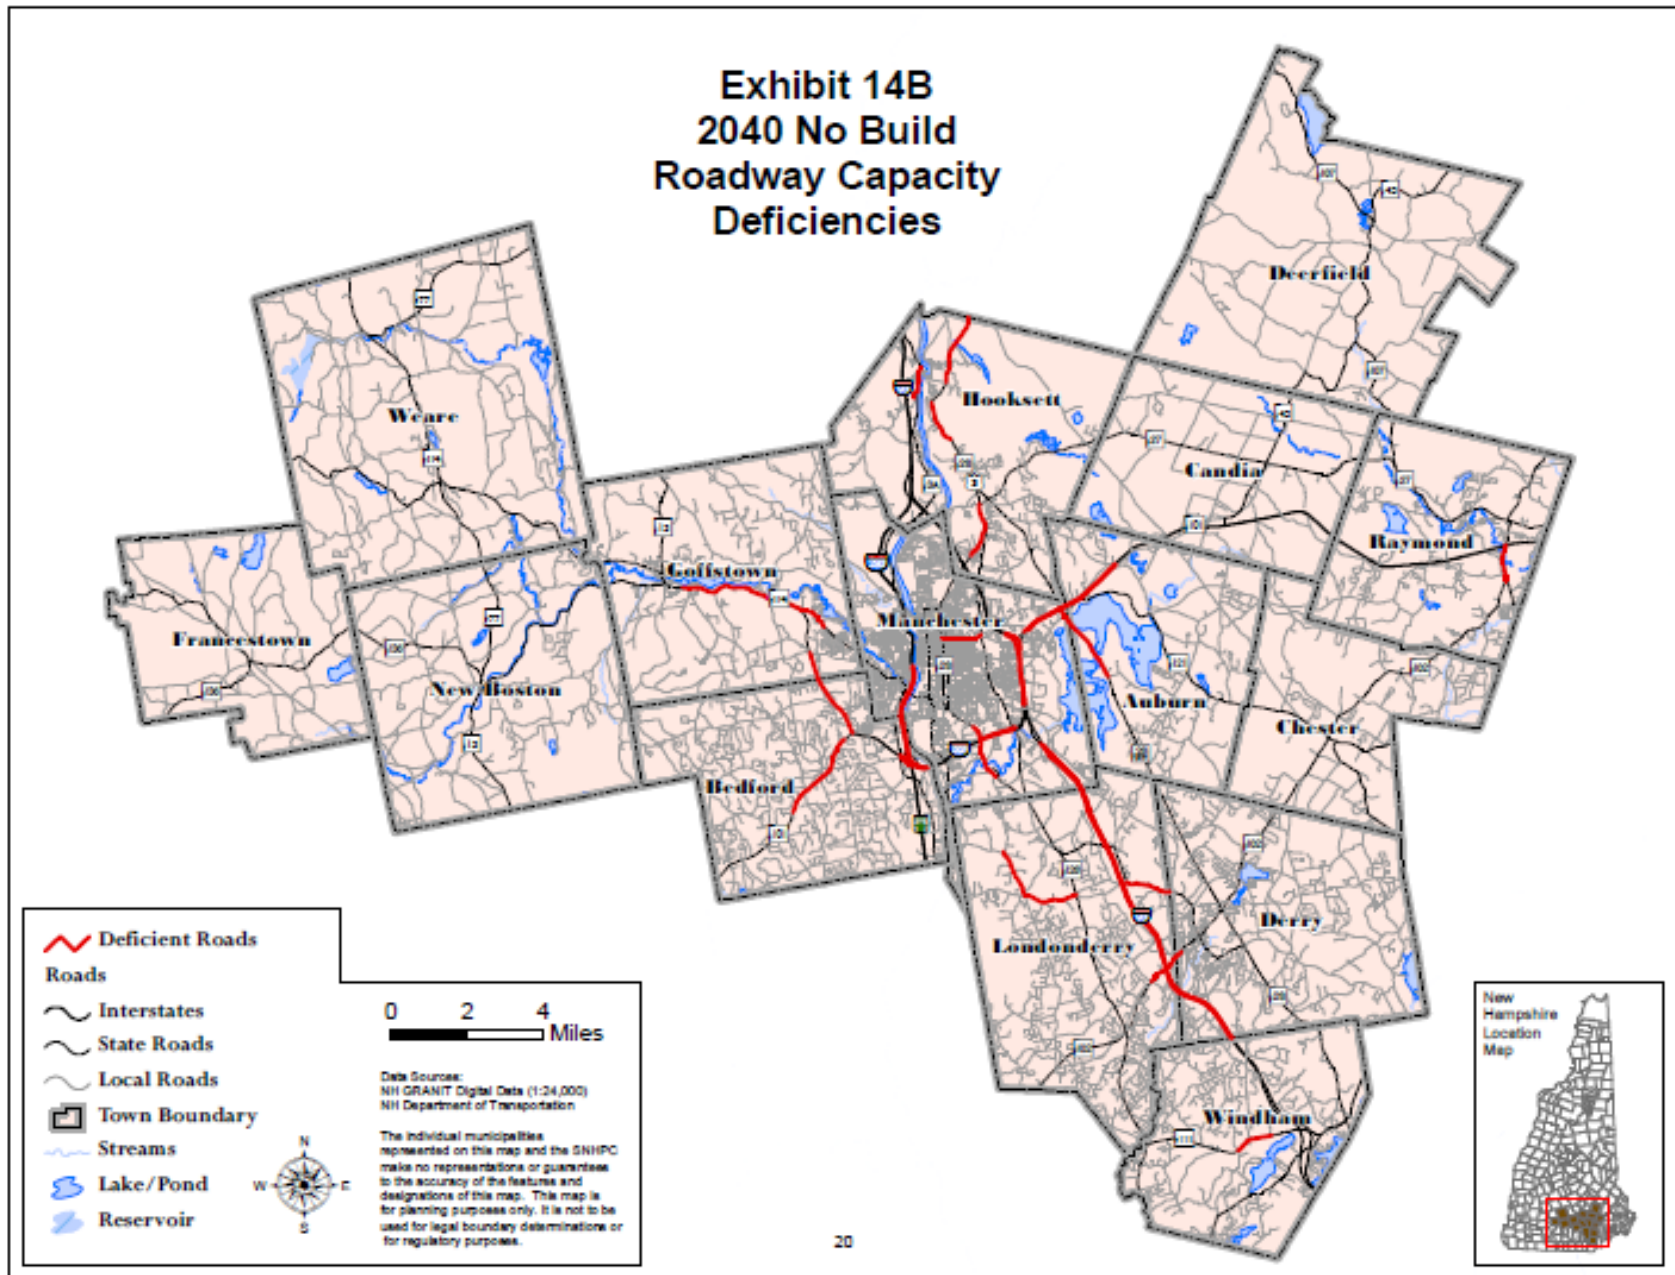 Exhibit 14B
2040 No Build
Roadway Capacity
Deficiencies
Deerfield
Hooksett
Weare
Candia
Raymond
Goffstown
Manchester
Francestown
New Boston
Auburn
Chester
Bedford
Londonderry
Derry
Windham
Deficient Roads
Roads
Interstates
State Roads
Local Roads
Town Boundary
Streams
Lake/Pond
Reservoir
0 2 4
Miles
Data Sources:
NH GRANIT Digital Data (1:24,000)
NH Department of Transportation
The individual municipalities
represented on this map and the SNHPC
make no representations or guarantees
to the accuracy of the features and
designations of this map. This map is
for planning purposes only. It is not to be
used for legal boundary determinations or
for regulatory purposes.
N
W E
S
20
New
Hampshire
Location
Map